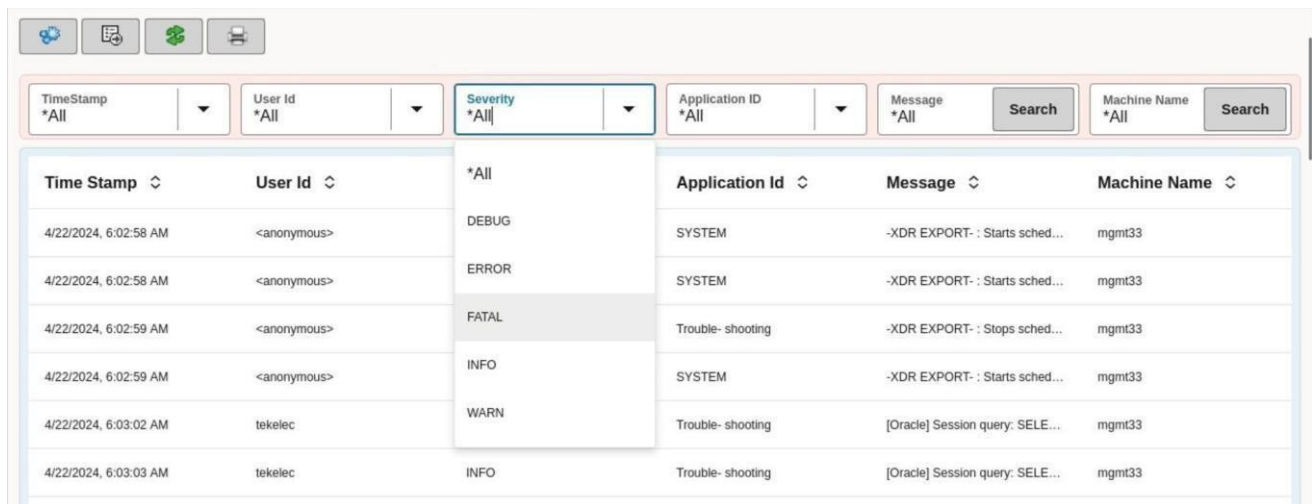 TimeStamp
*All
User Id
*All
Severity
*All
Application ID
*All
Message
*All
Search
Machine Name
*All
Search
*All
DEBUG
ERROR
FATAL
INFO
WARN
Time Stamp User Id Application Id Message Machine Name
4/22/2024, 6:02:58 AM <anonymous> SYSTEM -XDR EXPORT- : Starts sched... mgmt33
4/22/2024, 6:02:58 AM <anonymous> SYSTEM -XDR EXPORT- : Starts sched... mgmt33
4/22/2024, 6:02:59 AM <anonymous> Trouble- shooting -XDR EXPORT- : Stops sched... mgmt33
4/22/2024, 6:02:59 AM <anonymous> SYSTEM -XDR EXPORT- : Starts sched... mgmt33
4/22/2024, 6:03:02 AM tekelec Trouble- shooting [Oracle] Session query: SELE... mgmt33
4/22/2024, 6:03:03 AM tekelec INFO Trouble- shooting [Oracle] Session query: SELE... mgmt33